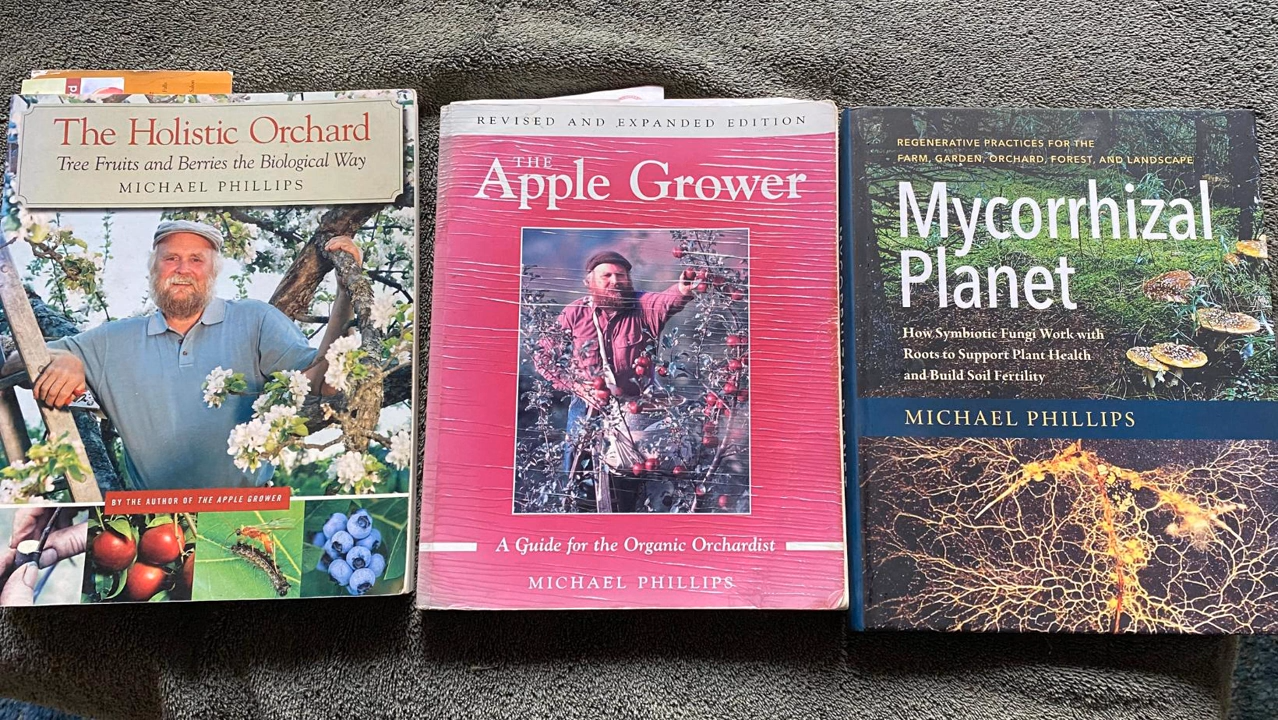 The Holistic Orchard
Tree Fruits and Berries the Biological Way
MICHAEL PHILLIPS
BY THE AUTHOR OF THE APPLE GROWER
REVISED AND EXPANDED EDITION
THE
Apple Grower
A Guide for the Organic Orchardist
MICHAEL PHILLIPS
REGENERATIVE PRACTICES FOR THE
FARM, GARDEN, ORCHARD, FOREST, AND LANDSCAPE
Mycorrhizal
Planet
How Symbiotic Fungi Work with
Roots to Support Plant Health
and Build Soil Fertility
MICHAEL PHILLIPS